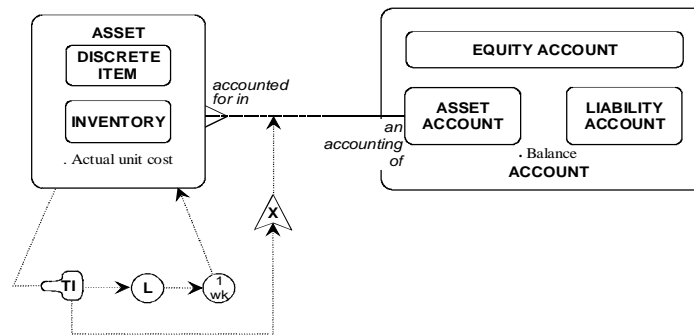 ASSET
DISCRETE
ITEM
INVENTORY
. Actual unit cost
accounted
for in
an
accounting
of
EQUITY ACCOUNT
ASSET
ACCOUNT
LIABILITY
ACCOUNT
. Balance
ACCOUNT
X
TI
L
1
wk